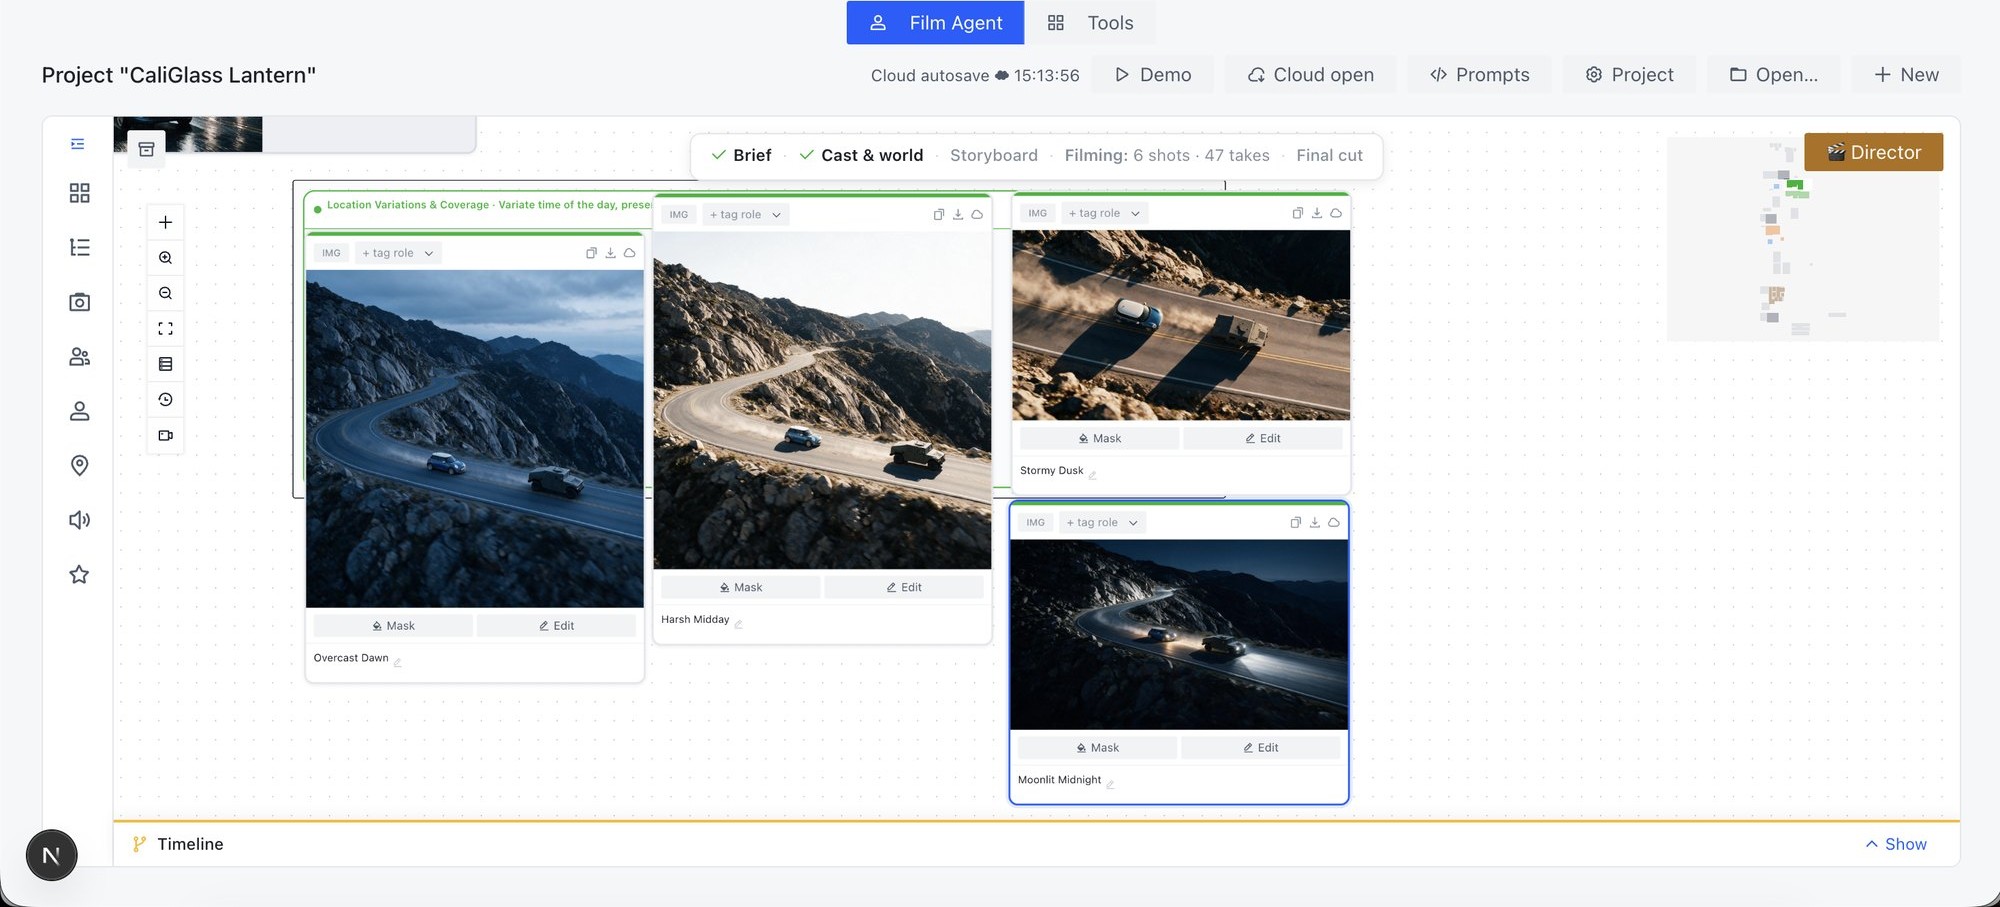 Film Agent
Tools
Project "CaliGlass Lantern"
Cloud autosave 15:13:56
Demo
Cloud open
Prompts
Project
Open...
New
Brief · Cast & world · Storyboard · Filming: 6 shots · 47 takes · Final cut
Director
Location Variations & Coverage · Variate time of the day, prese
IMG
+ tag role
Mask
Edit
Overcast Dawn
IMG
+ tag role
Mask
Edit
Harsh Midday
IMG
+ tag role
Mask
Edit
Stormy Dusk
IMG
+ tag role
Mask
Edit
Moonlit Midnight
Timeline
Show
N